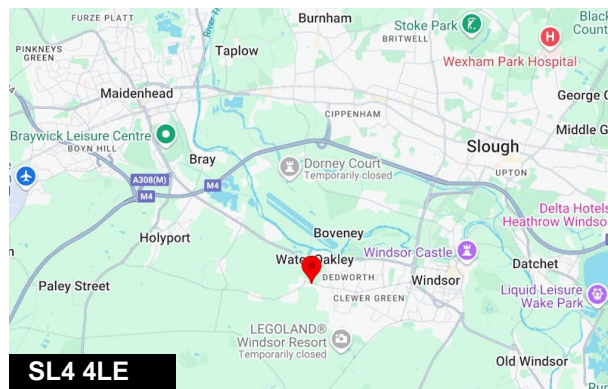 FURZE PLATT
Burnham
Stoke Park
Black
Count
PINKNEYS
GREEN
River Th
Taplow
BRITWELL
H
Wexham Park Hospital
Maidenhead
George G
CIPPENHAM
Middle G
Braywick Leisure Centre
BOYN HILL
Slough
Bray
Dorney Court
Temporarily closed
UPTON
A308(M)
M4
M4
Delta Hotels
Heathrow Windso
Boveney
Holyport
Water Oakley
Windsor Castle
Datchet
DEDWORTH
Windsor
Paley Street
CLEWER GREEN
Liquid Leisure
Wake Park
LEGOLAND®
Windsor Resort
Temporarily closed
Old Windsor
SL4 4LE